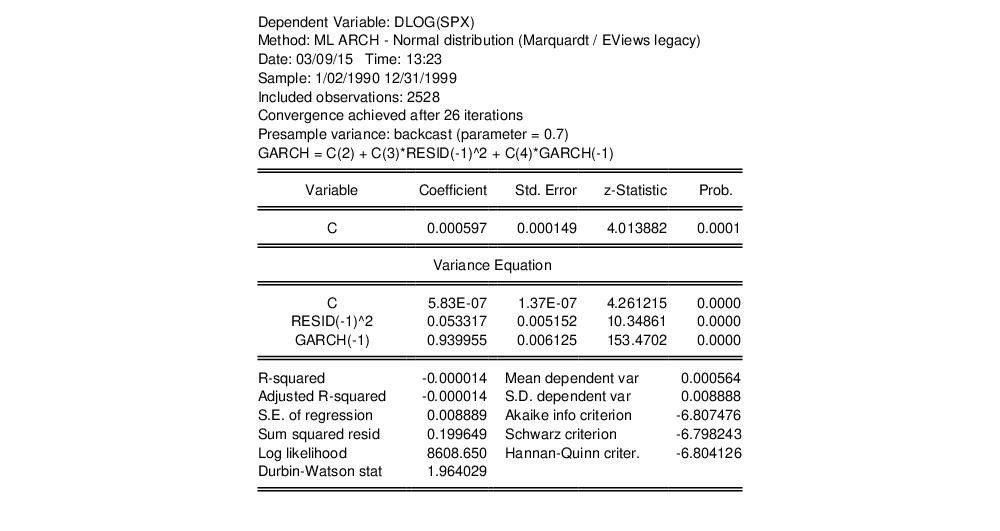 Dependent Variable: DLOG(SPX)
Method: ML ARCH - Normal distribution (Marquardt / EViews legacy)
Date: 03/09/15 Time: 13:23
Sample: 1/02/1990 12/31/1999
Included observations: 2528
Convergence achieved after 26 iterations
Presample variance: backcast (parameter = 0.7)
GARCH = C(2) + C(3)*RESID(-1)^2 + C(4)*GARCH(-1)
Variable Coefficient Std. Error z-Statistic Prob.
C 0.000597 0.000149 4.013882 0.0001
Variance Equation
C 5.83E-07 1.37E-07 4.261215 0.0000
RESID(-1)^2 0.053317 0.005152 10.34861 0.0000
GARCH(-1) 0.939955 0.006125 153.4702 0.0000
R-squared -0.000014 Mean dependent var 0.000564
Adjusted R-squared -0.000014 S.D. dependent var 0.008888
S.E. of regression 0.008889 Akaike info criterion -6.807476
Sum squared resid 0.199649 Schwarz criterion -6.798243
Log likelihood 8608.650 Hannan-Quinn criter. -6.804126
Durbin-Watson stat 1.964029